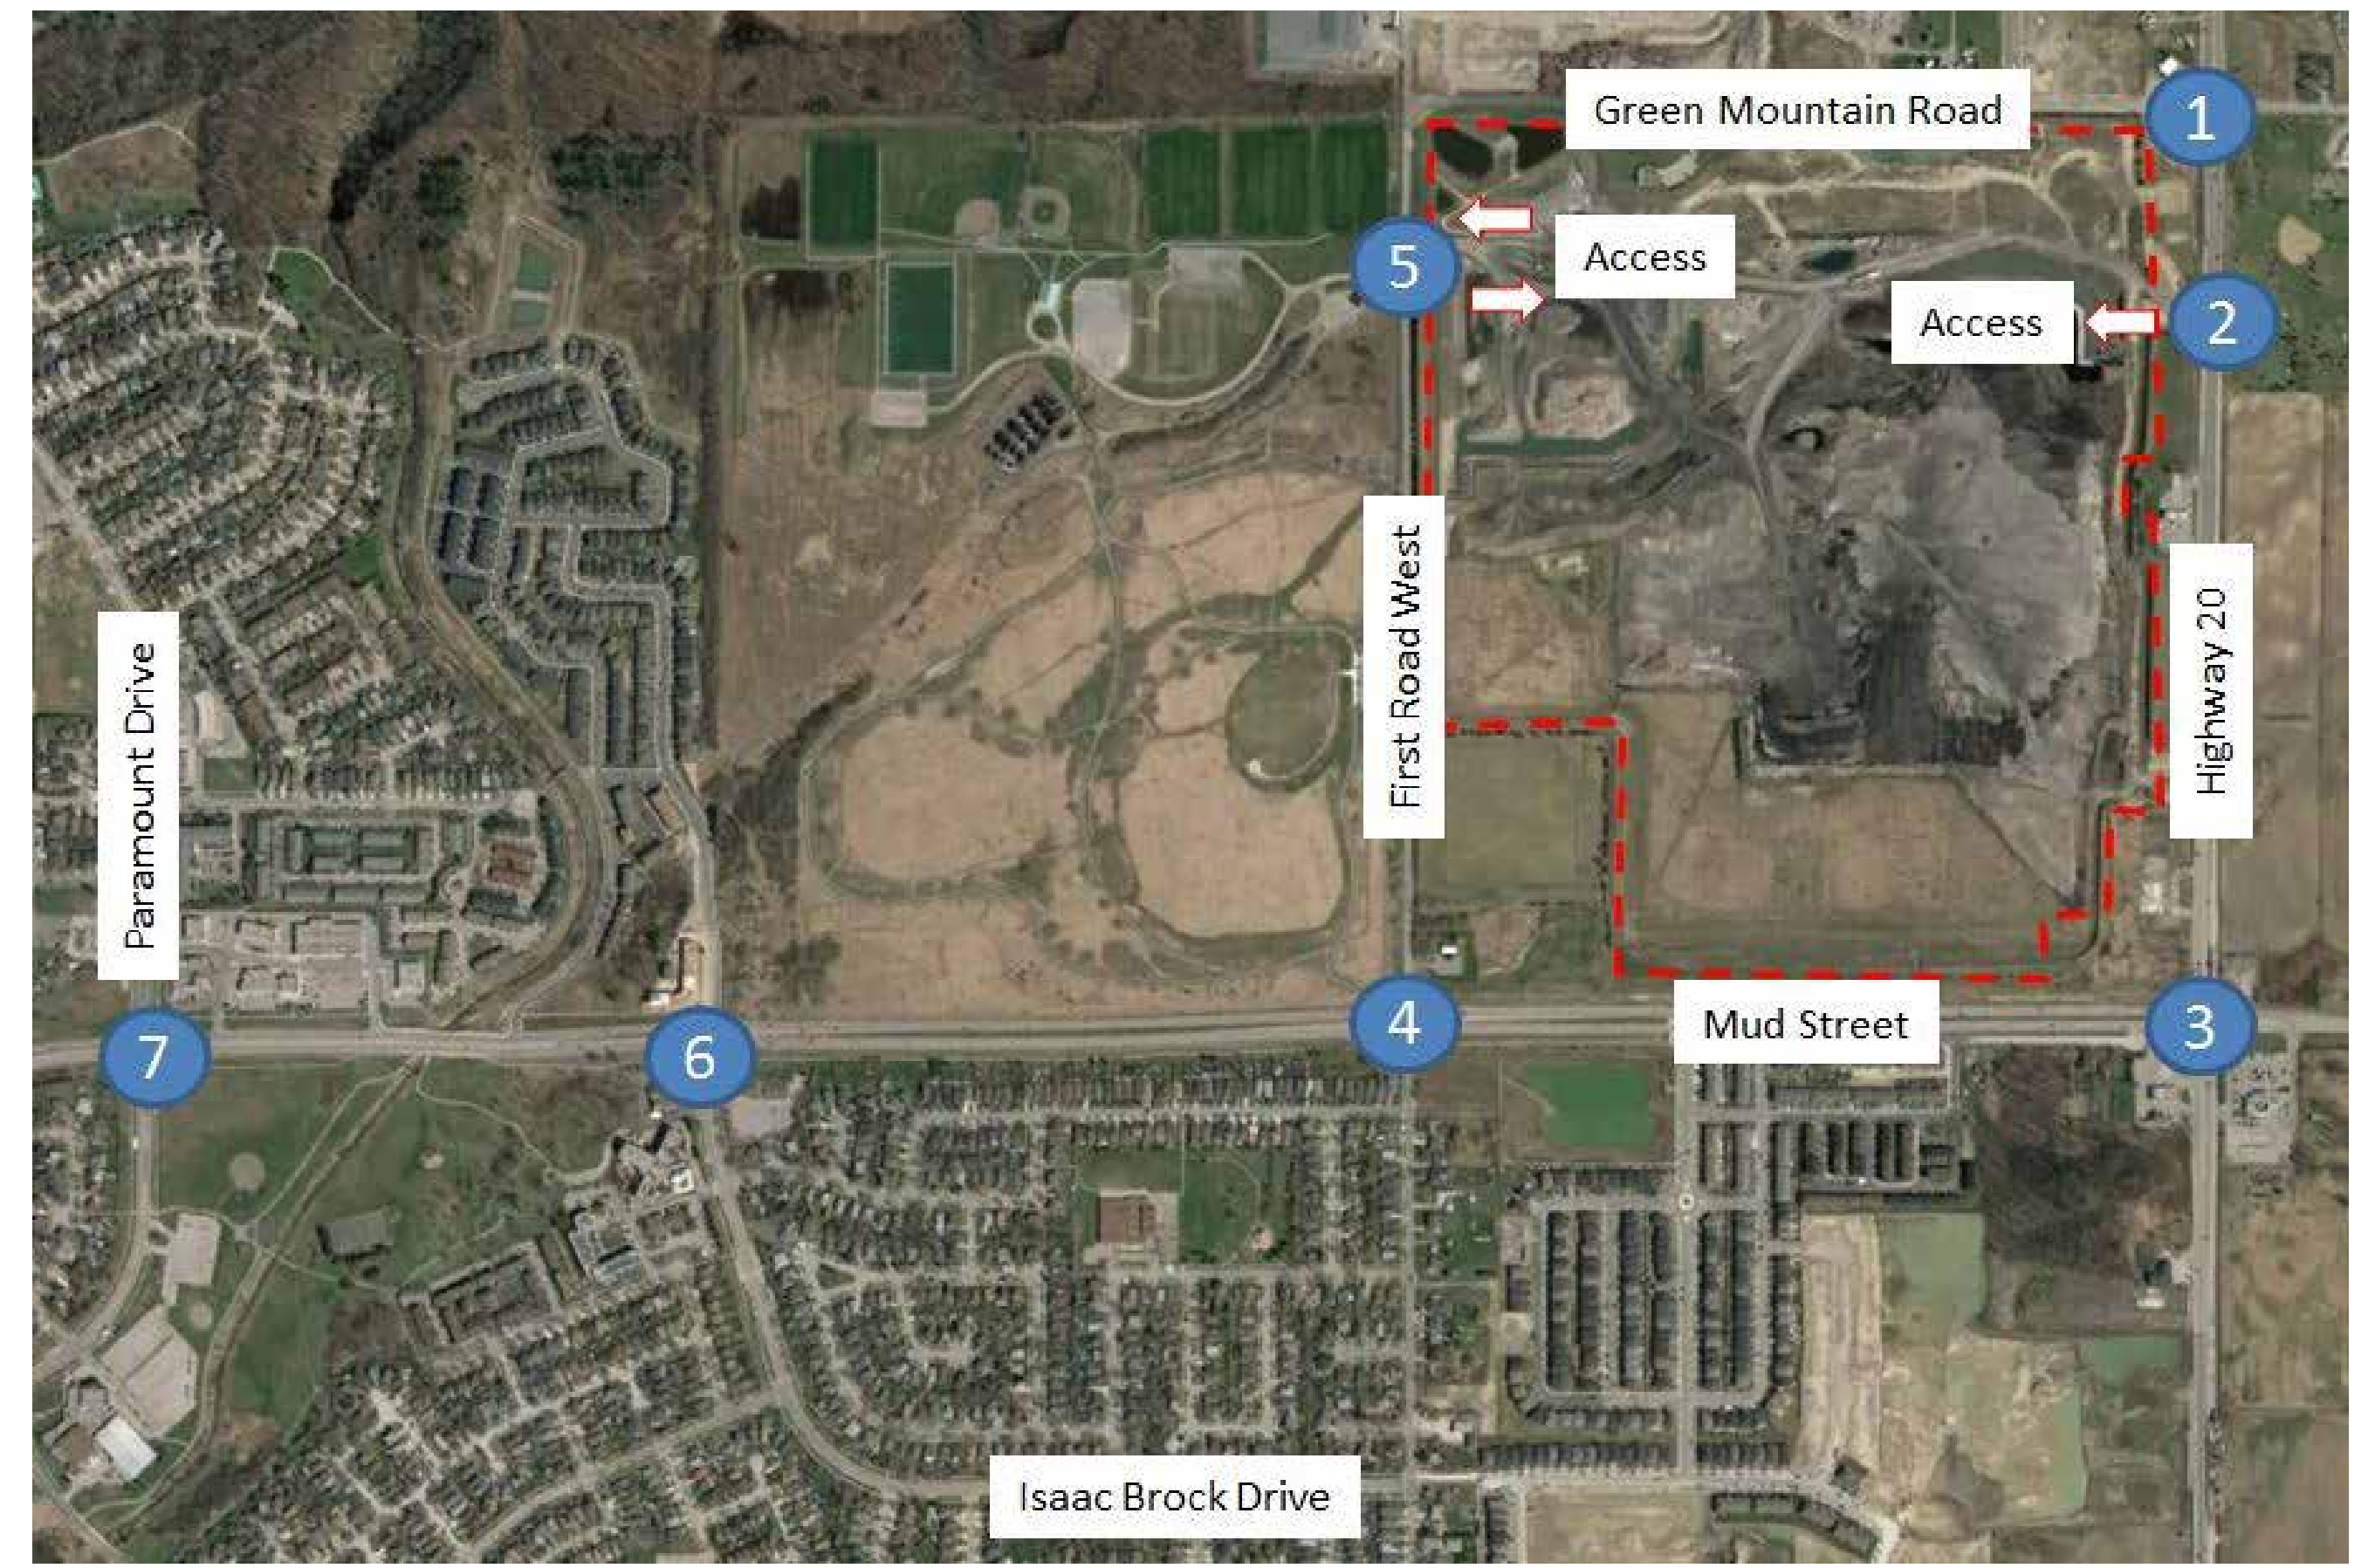 Green Mountain Road
1
Access
5
Access
2
First Road West
Highway 20
Paramount Drive
7
6
4
Mud Street
3
Isaac Brock Drive